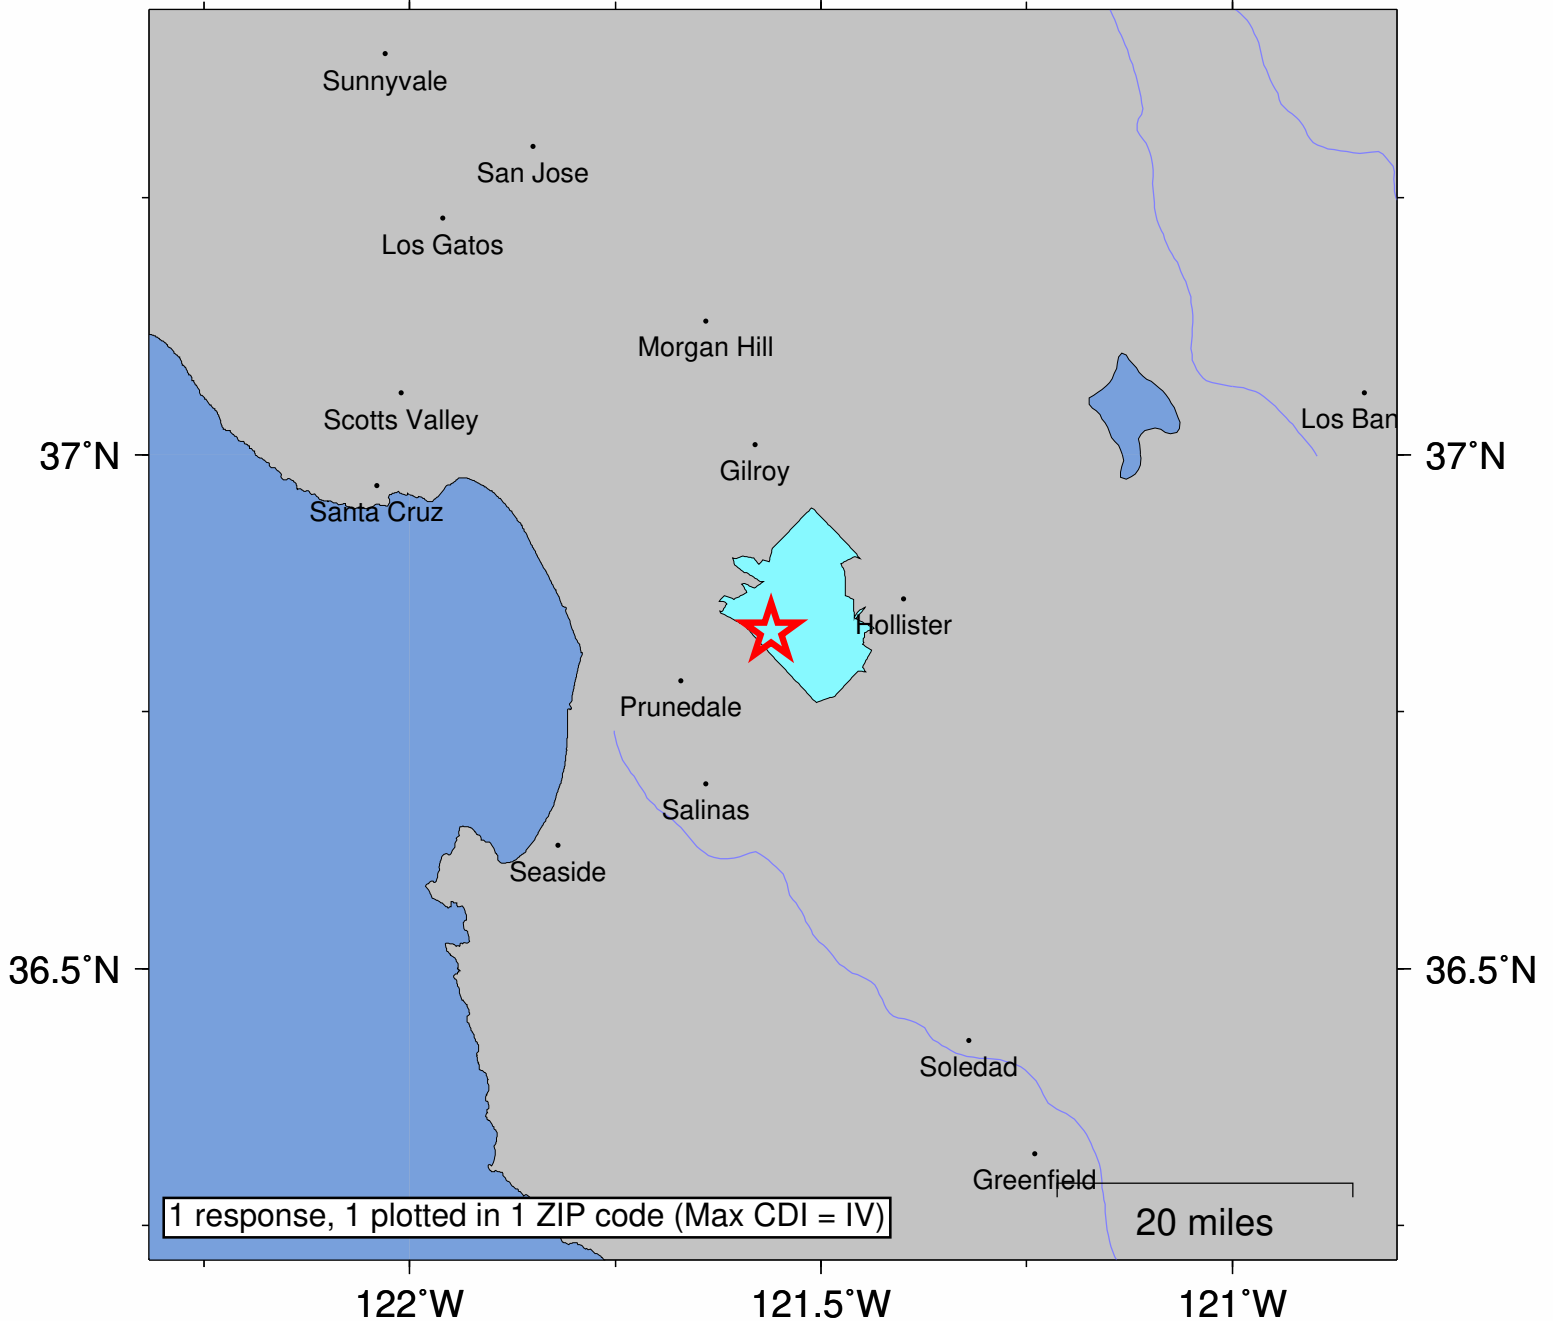 Sunnyvale
San Jose
Los Gatos
Morgan Hill
Scotts Valley
Los Ban
37°N
37°N
Gilroy
Santa Cruz
Hollister
Prunedale
Salinas
Seaside
36.5°N
36.5°N
Soledad
Greenfield
1 response, 1 plotted in 1 ZIP code (Max CDI = IV)
20 miles
122°W
121.5°W
121°W